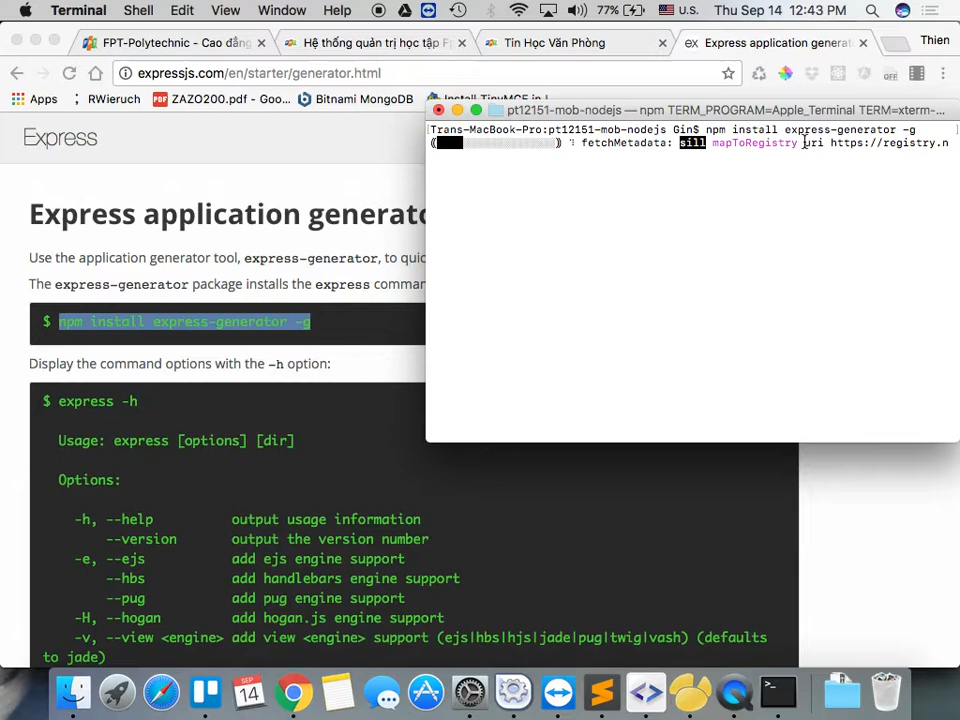 Terminal Shell Edit View Window Help 77% U.S. Thu Sep 14 12:43 PM Thien
FPT-Polytechnic - Cao đẳng
Hệ thống quản trị học tập Fp
Tin Học Văn Phòng
ex Express application generat
expressjs.com/en/starter/generator.html
OFF
Apps RWieruch PDF ZAZO200.pdf - Goo... Bitnami MongoDB Install TinyMCE in L
pt12151-mob-nodejs — npm TERM_PROGRAM=Apple_Terminal TERM=xterm-...
[Trans-MacBook-Pro:pt12151-mob-nodejs Gin$ npm install express-generator -g ]
fetchMetadata: sill mapToRegistry uri https://registry.n
Express
Express application generato
Use the application generator tool, express-generator, to quic
The express-generator package installs the express comman
$ npm install express-generator -g
Display the command options with the -h option:
$ express -h
Usage: express [options] [dir]
Options:
-h, --help output usage information
--version output the version number
-e, --ejs add ejs engine support
--hbs add handlebars engine support
--pug add pug engine support
-H, --hogan add hogan.js engine support
-v, --view <engine> add view <engine> support (ejs|hbs|hjs|jade|pug|twig|vash) (defaults
to jade)
SEP
14
>_